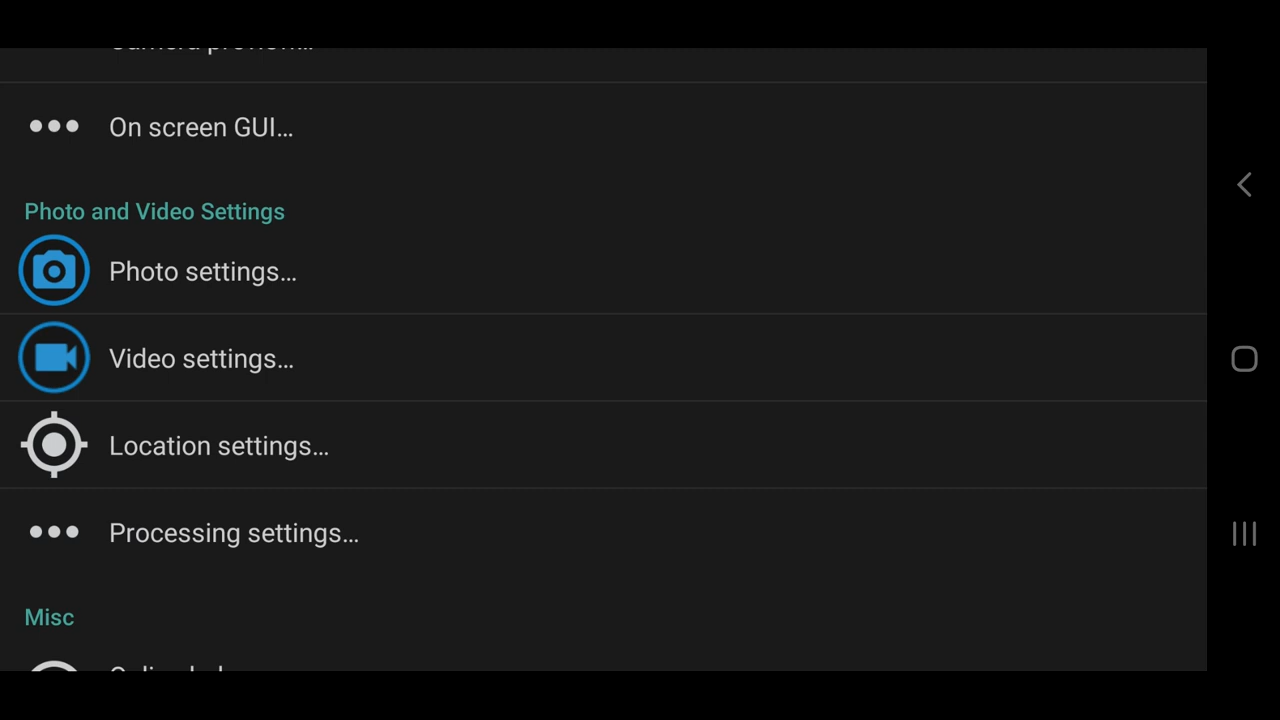 On screen GUI...
Photo and Video Settings
Photo settings...
Video settings...
Location settings...
Processing settings...
Misc